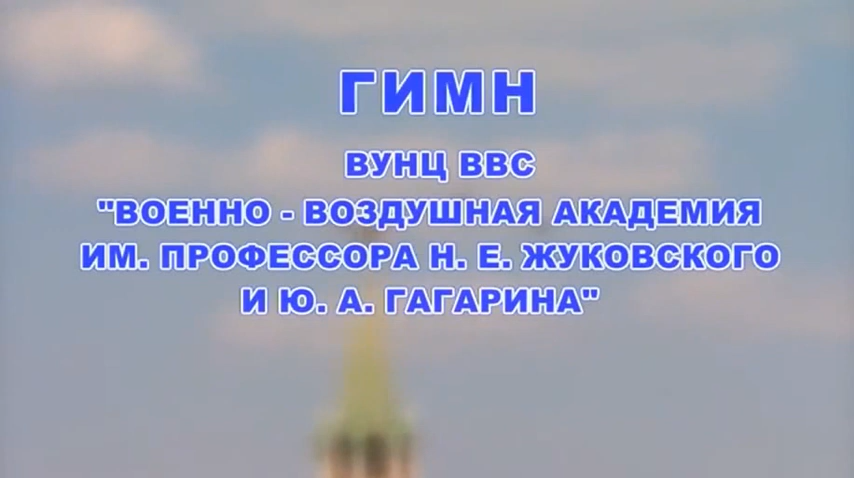 ГИМН
ВУНЦ ВВС
"ВОЕННО - ВОЗДУШНАЯ АКАДЕМИЯ
ИМ. ПРОФЕССОРА Н. Е. ЖУКОВСКОГО
И Ю. А. ГАГАРИНА"